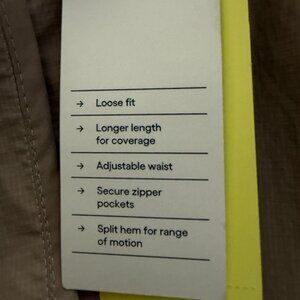 → Loose fit
→ Longer length
for coverage
→ Adjustable waist
→ Secure zipper
pockets
→ Split hem for range
of motion